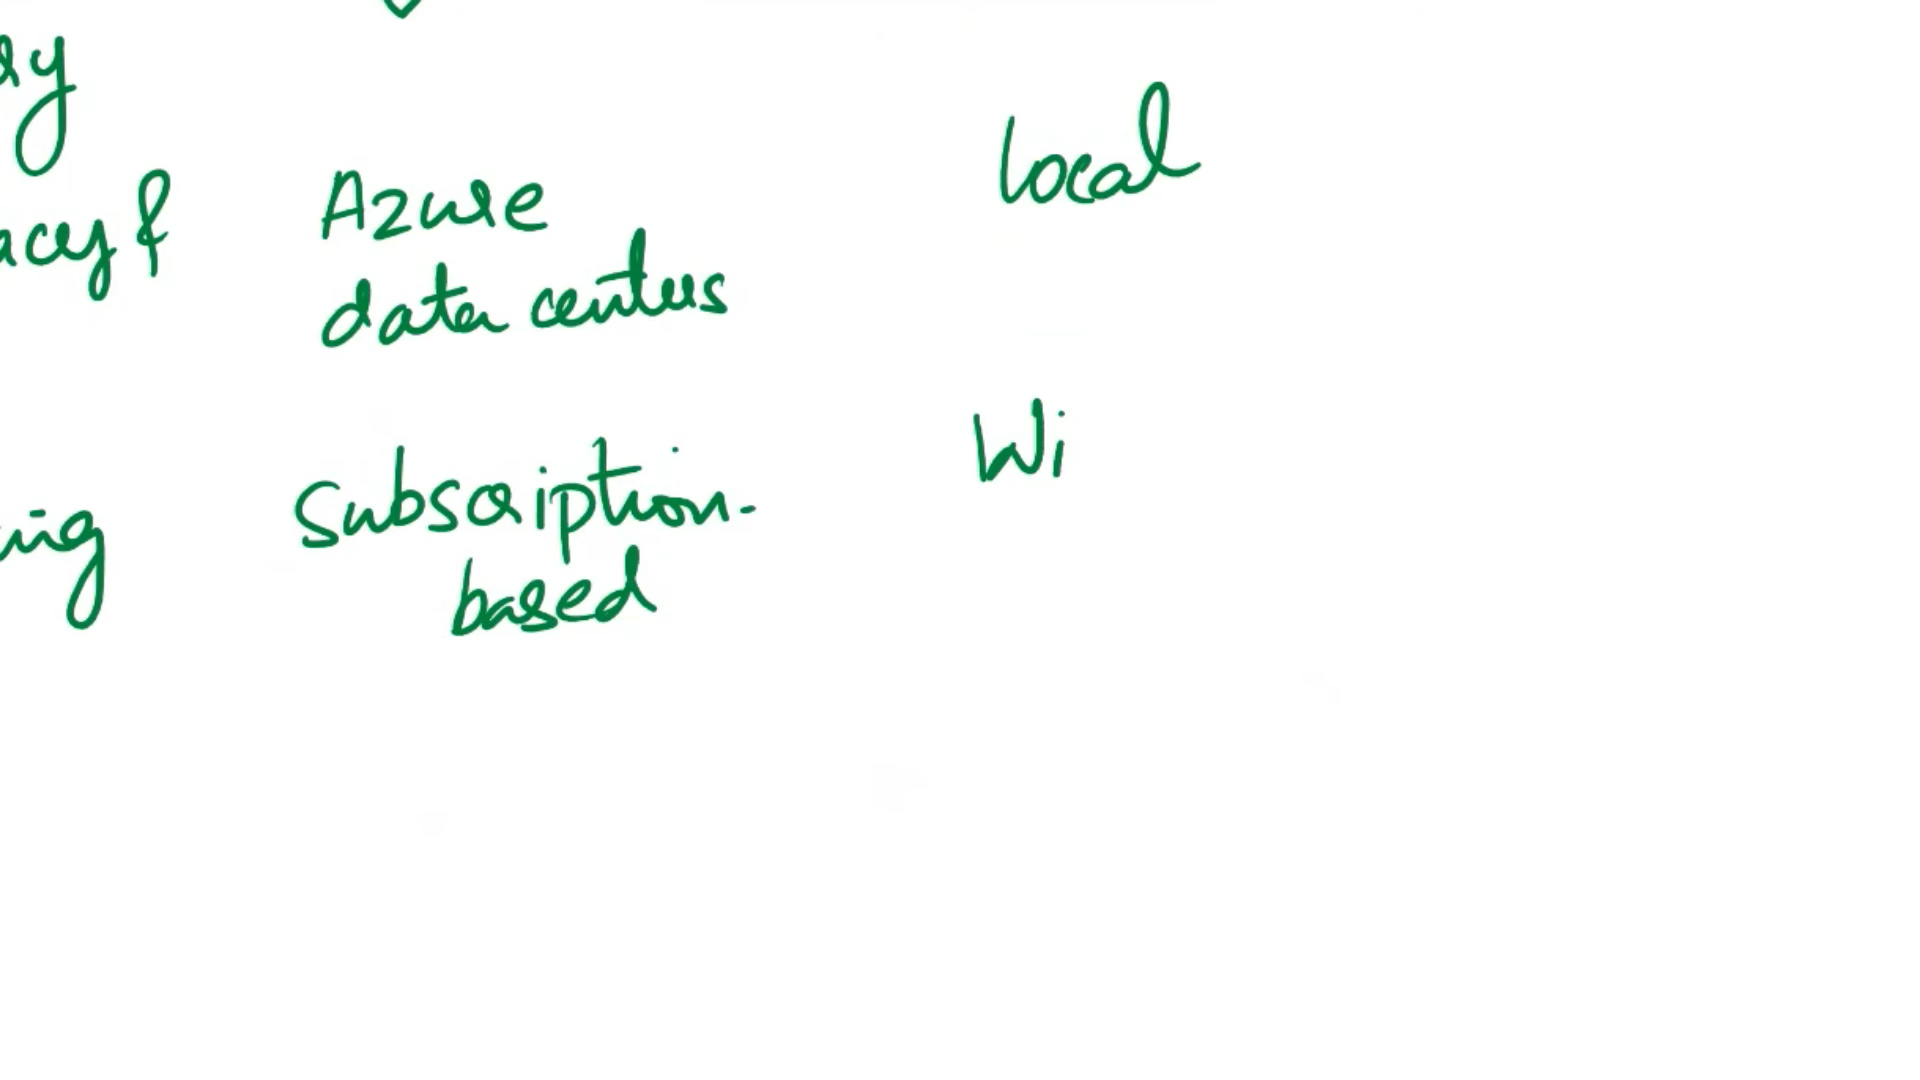 Local
Azure
data centers
Wi
Subscription-
based